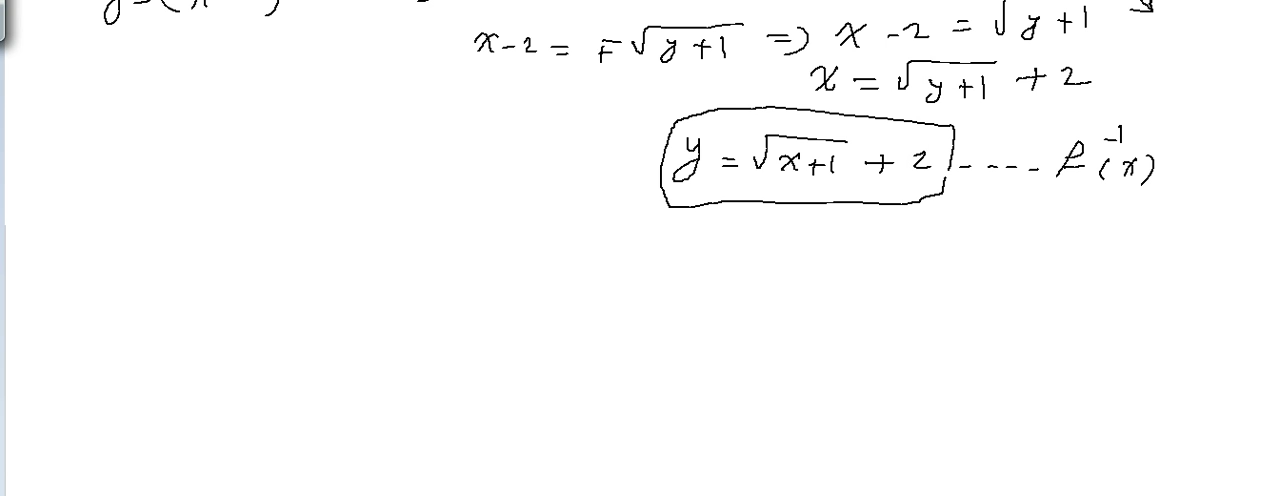 x-2 = ∓√(y+1) => x-2 = √(y+1)
x = √(y+1) + 2
y = √(x+1) + 2 ---- f⁻¹(x)